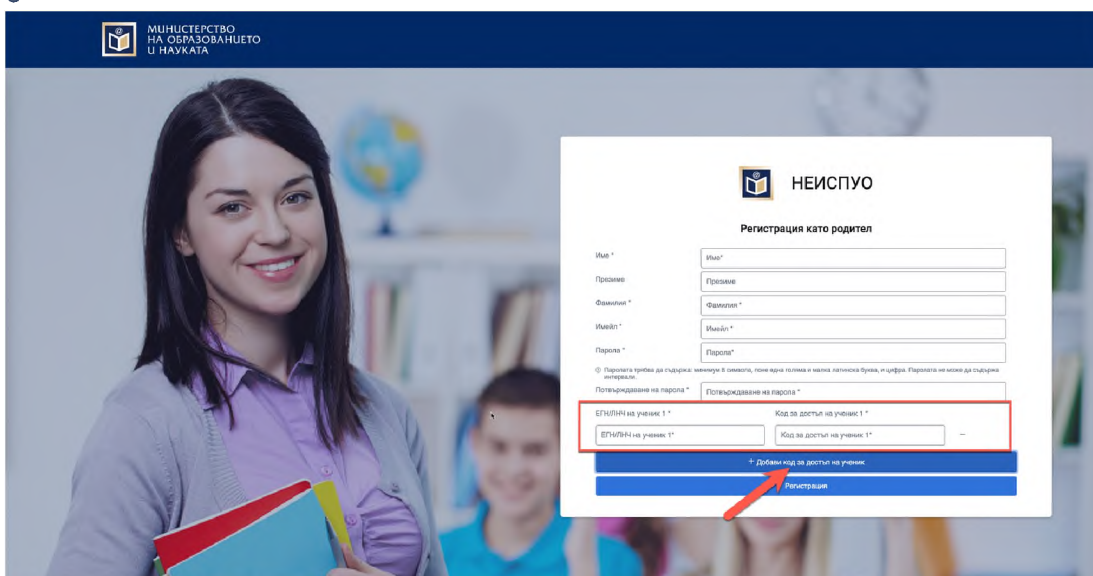 МИНИСТЕРСТВО
НА ОБРАЗОВАНИЕТО
И НАУКАТА
НЕИСПУО
Регистрация като родител
Име *
Име*
Презиме
Презиме
Фамилия *
Фамилия *
Имейл *
Имейл *
Парола *
Парола*
Паролата трябва да съдържа: минимум 8 символа, поне една голяма и малка латинска буква, и цифра. Паролата не може да съдържа
интервали.
Потвърждаване на парола *
Потвърждаване на парола *
ЕГН/ЛНЧ на ученик 1 *
Код за достъп на ученик 1 *
ЕГН/ЛНЧ на ученик 1*
Код за достъп на ученик 1*
+ Добави код за достъп на ученик
Регистрация